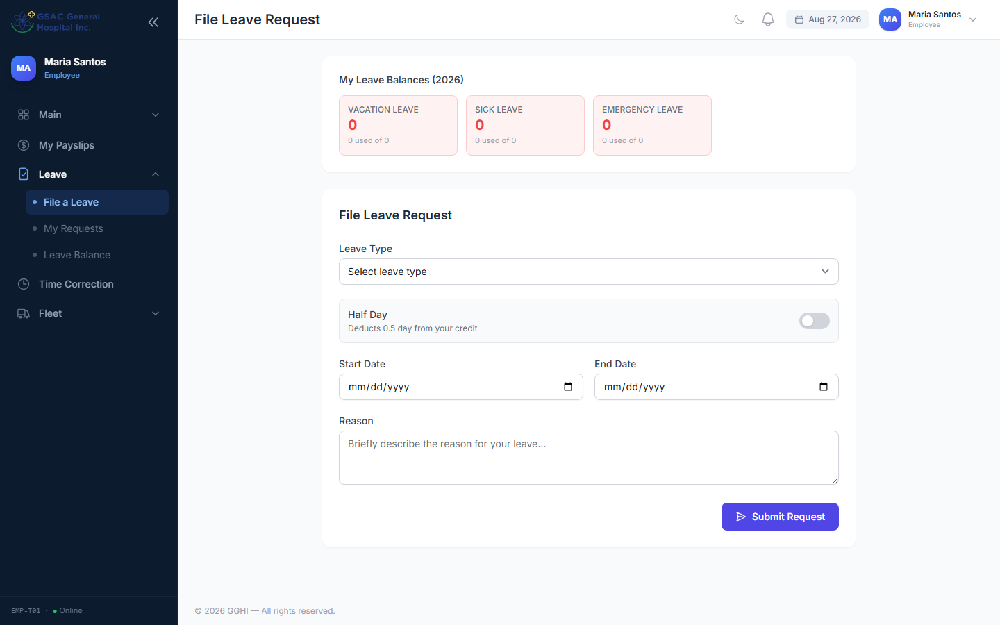 GSAC General
Hospital Inc.
File Leave Request
Aug 27, 2026
MA
Maria Santos
Employee
MA
Maria Santos
Employee
Main
My Payslips
Leave
File a Leave
My Requests
Leave Balance
Time Correction
Fleet
EMP-T01 · Online
My Leave Balances (2026)
VACATION LEAVE
0
0 used of 0
SICK LEAVE
0
0 used of 0
EMERGENCY LEAVE
0
0 used of 0
File Leave Request
Leave Type
Select leave type
Half Day
Deducts 0.5 day from your credit
Start Date
mm/dd/yyyy
End Date
mm/dd/yyyy
Reason
Briefly describe the reason for your leave...
Submit Request
© 2026 GGHI — All rights reserved.